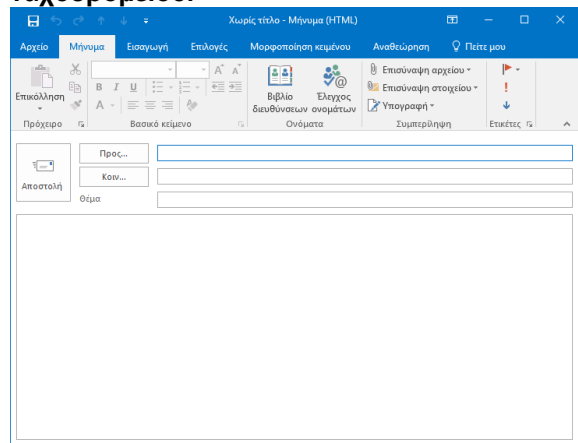 Χωρίς τίτλο - Μήνυμα (HTML)
Αρχείο Μήνυμα Εισαγωγή Επιλογές Μορφοποίηση κειμένου Αναθεώρηση Πείτε μου
Επικόλληση
B I U
A
Βιβλίο διευθύνσεων
Έλεγχος ονομάτων
Επισύναψη αρχείου
Επισύναψη στοιχείου
Υπογραφή
Πρόχειρο Βασικό κείμενο Ονόματα Συμπερίληψη Ετικέτες
Αποστολή
Προς...
Κοιν...
Θέμα